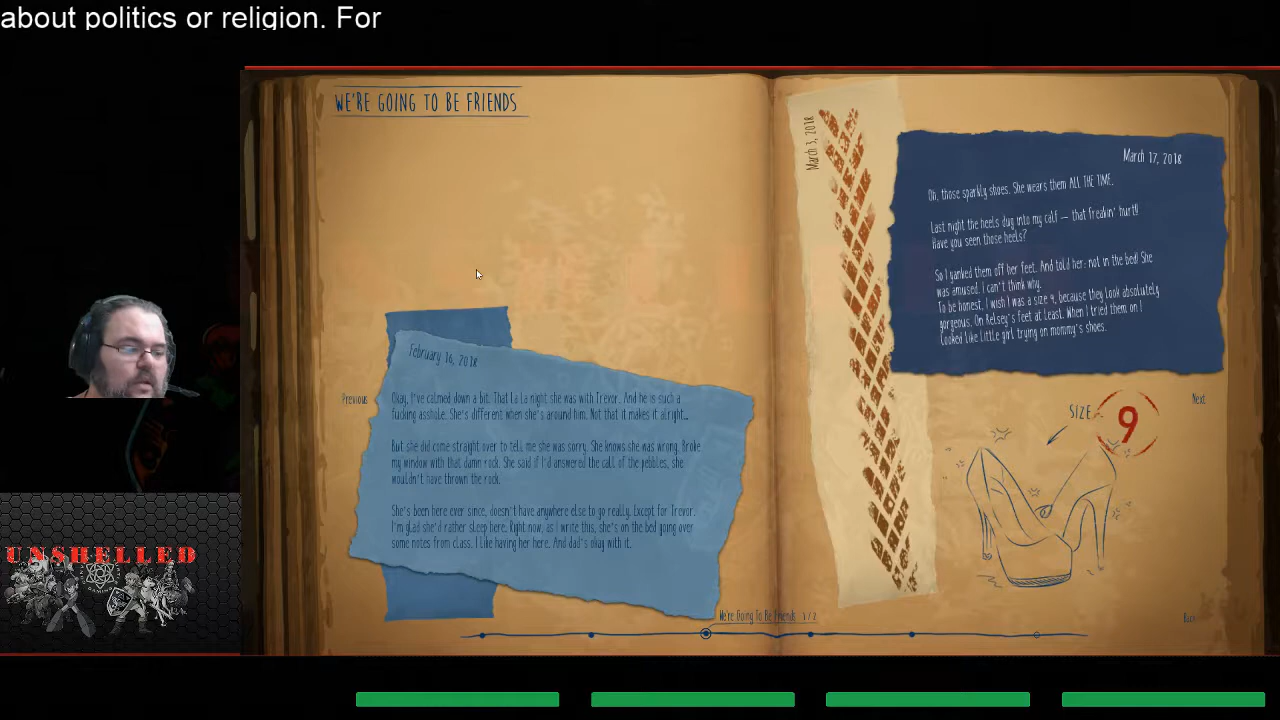 about politics or religion. For
WE'RE GOING TO BE FRIENDS
February 16, 2018
Okay, I've calmed down a bit. That La La night she was with Trevor. And he is such a
fucking asshole. She's different when she's around him. Not that it makes it alright...
But she did come straight over to tell me she was sorry. She knows she was wrong. Broke
my window with that damn rock. She said if I'd answered the call of the pebbles, she
wouldn't have thrown the rock.
She's been here ever since, doesn't have anywhere else to go really. Except for Trevor.
I'm glad she'd rather sleep here. Right now, as I write this, she's on the bed going over
some notes from class. I like having her here. And dad's okay with it.
Previous
March 3, 2018
March 17, 2018
Oh, those sparkly shoes. She wears them ALL THE TIME.
Last night the heels dug into my calf – that freakin' hurt!!
Have you seen those heels?
So I yanked them off her feet. And told her: not in the bed! She
was amused. I can't think why.
To be honest, I wish I was a size 9, because they look absolutely
gorgeous. On Kelsey's feet at least. When I tried them on I
looked like little girl trying on mommy's shoes.
Next
SIZE 9
We're Going To Be Friends 1/2
Back
UNSHELLED